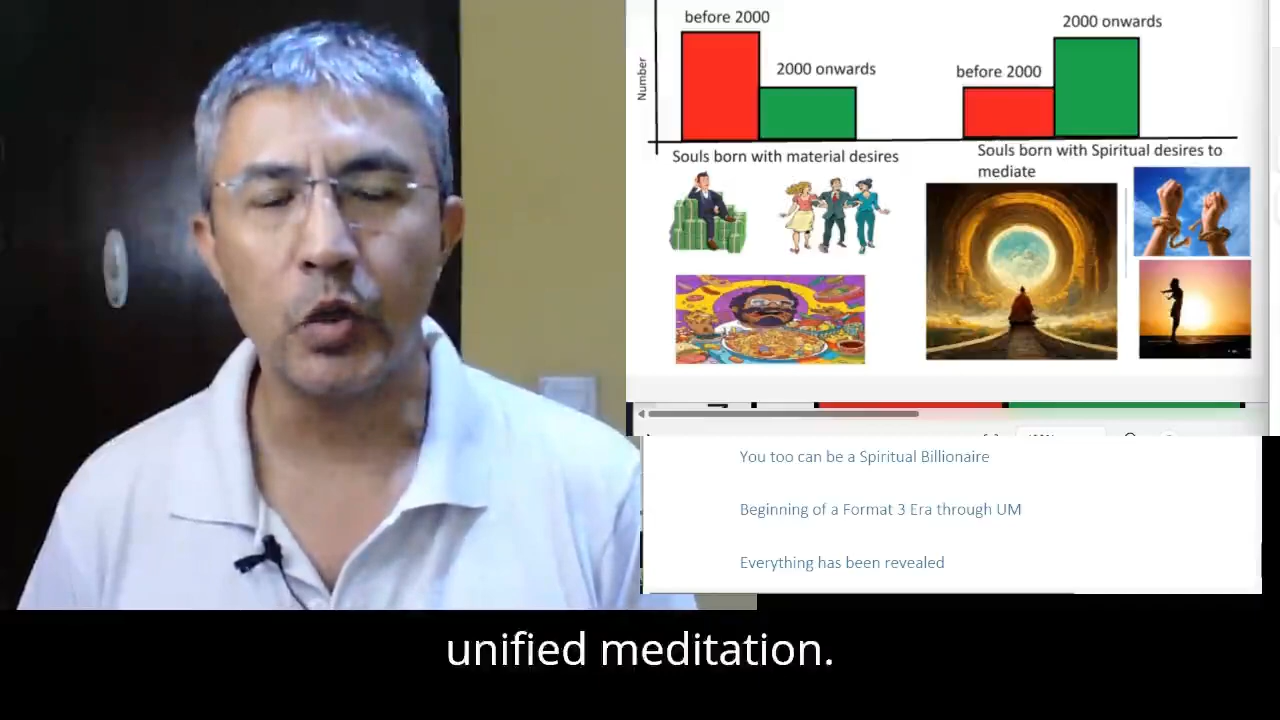 before 2000
2000 onwards
2000 onwards
before 2000
Number
Souls born with material desires
Souls born with Spiritual desires to
mediate
You too can be a Spiritual Billionaire
Beginning of a Format 3 Era through UM
Everything has been revealed
unified meditation.